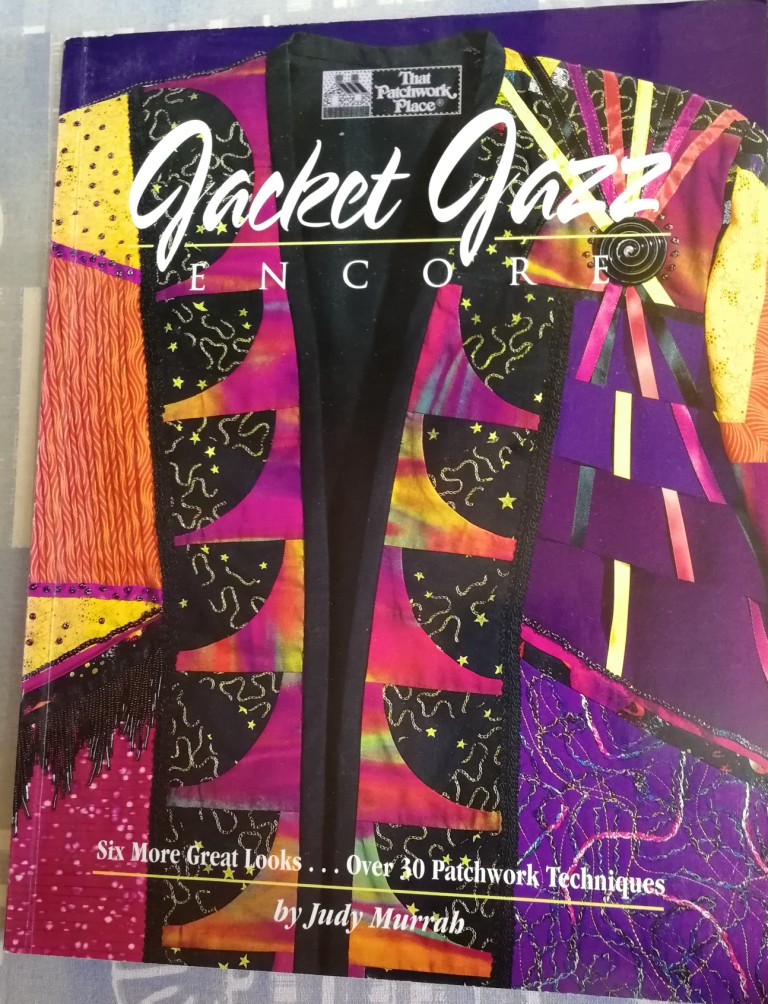 That
Patchwork
Place®
Jacket Jazz
ENCORE
Six More Great Looks . . . Over 30 Patchwork Techniques
by Judy Murrah